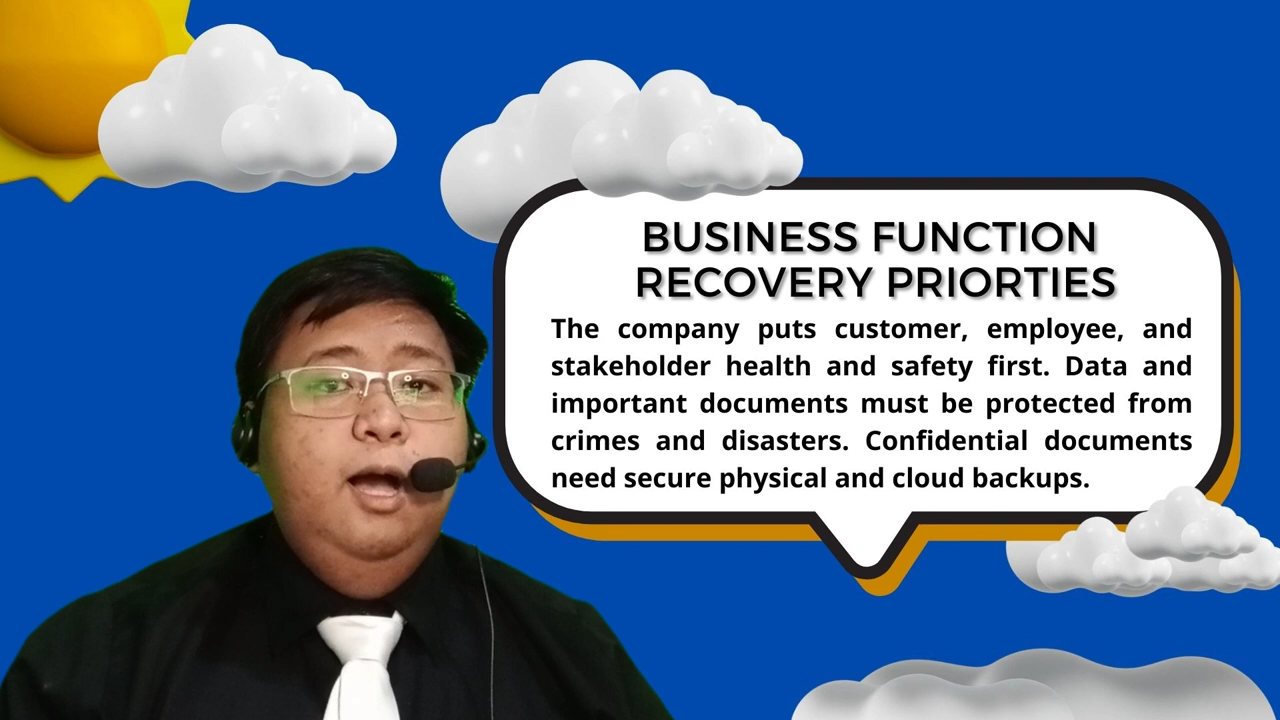 BUSINESS FUNCTION
RECOVERY PRIORTIES
The company puts customer, employee, and
stakeholder health and safety first. Data and
important documents must be protected from
crimes and disasters. Confidential documents
need secure physical and cloud backups.